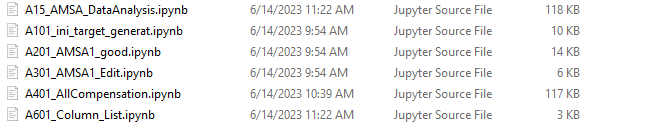 A15_AMSA_DataAnalysis.ipynb 6/14/2023 11:22 AM Jupyter Source File 118 KB
A101_ini_target_generat.ipynb 6/14/2023 9:54 AM Jupyter Source File 10 KB
A201_AMSA1_good.ipynb 6/14/2023 9:54 AM Jupyter Source File 14 KB
A301_AMSA1_Edit.ipynb 6/14/2023 9:54 AM Jupyter Source File 6 KB
A401_AllCompensation.ipynb 6/14/2023 10:39 AM Jupyter Source File 117 KB
A601_Column_List.ipynb 6/14/2023 11:22 AM Jupyter Source File 3 KB